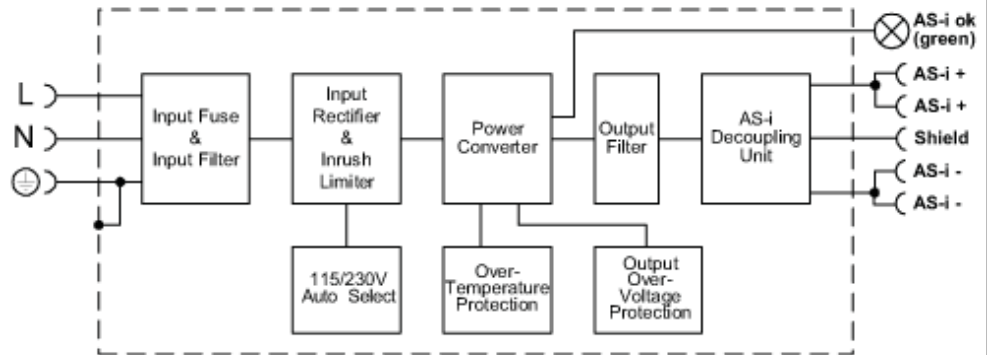 AS-i ok
(green)
L
N
AS-i +
AS-i +
Shield
AS-i -
AS-i -
Input Fuse
&
Input Filter
Input
Rectifier
&
Inrush
Limiter
Power
Converter
Output
Filter
AS-i
Decoupling
Unit
115/230V
Auto Select
Over-
Temperature
Protection
Output
Over-
Voltage
Protection